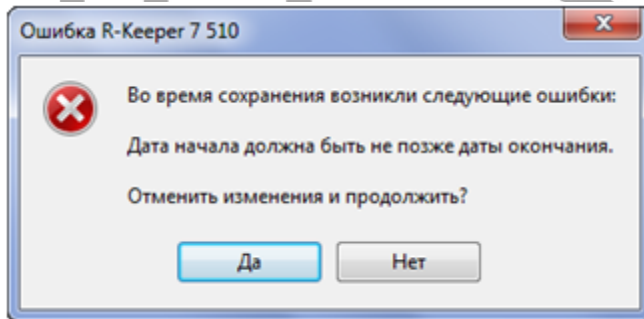 Ошибка R-Keeper 7 510
Во время сохранения возникли следующие ошибки:
Дата начала должна быть не позже даты окончания.
Отменить изменения и продолжить?
Да
Нет